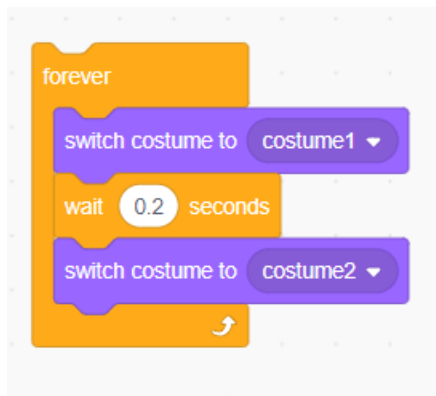 forever
switch costume to costume1
wait 0.2 seconds
switch costume to costume2